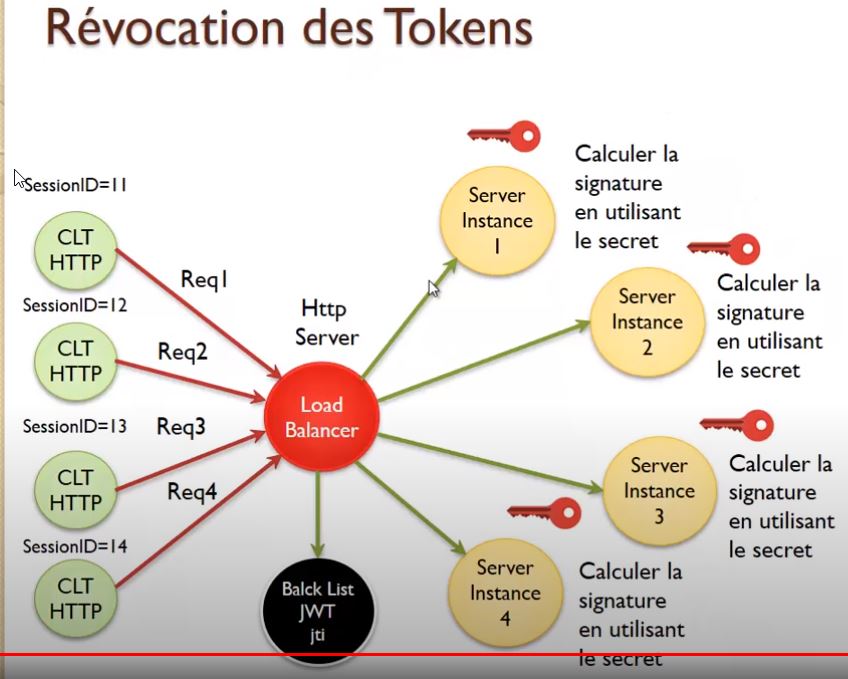 Révocation des Tokens
SessionID=11
CLT
HTTP
Req1
SessionID=12
CLT
HTTP
Req2
SessionID=13
CLT
HTTP
Req3
SessionID=14
CLT
HTTP
Req4
Http
Server
Load
Balancer
Balck List
JWT
jti
Server
Instance
1
Calculer la
signature
en utilisant
le secret
Server
Instance
2
Calculer la
signature
en utilisant
le secret
Server
Instance
3
Calculer la
signature
en utilisant
le secret
Server
Instance
4
Calculer la
signature
en utilisant
le secret